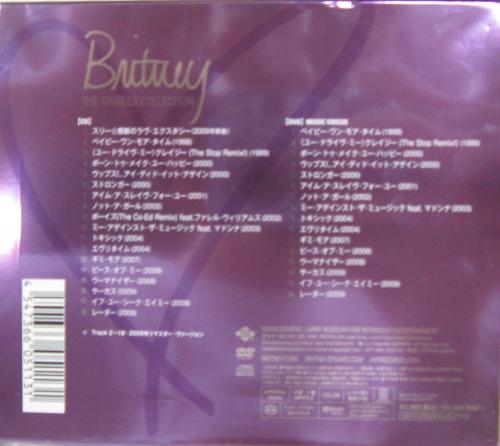 Britney
THE SINGLES COLLECTION
[CD]
スリー☆禁断のラヴ・エクスタシー(2009年新曲)
ベイビー・ワン・モア・タイム(1998)
(ユー・ドライヴ・ミー)クレイジー (The Stop Remix!) (1999)
ボーン・トゥ・メイク・ユー・ハッピー(2000)
ウップス!...アイ・ディド・イット・アゲイン(2000)
ストロンガー(2000)
アイム・ア・スレイヴ・フォー・ユー(2001)
ノット・ア・ガール(2002)
ボーイズ(The Co-Ed Remix) feat.ファレル・ウィリアムス(2002)
ミー・アゲインスト・ザ・ミュージック feat. マドンナ(2003)
トキシック(2004)
エヴリタイム(2004)
ギミ・モア(2007)
ピース・オブ・ミー(2008)
ウーマナイザー(2008)
サーカス(2009)
イフ・ユー・シーク・エイミー(2009)
レーダー(2009)
Track 2~18 : 2009年リマスター・ヴァージョン
[DVD] MUSIC VIDEOS
ベイビー・ワン・モア・タイム(1998)
(ユー・ドライヴ・ミー)クレイジー (The Stop Remix!) (1999)
ボーン・トゥ・メイク・ユー・ハッピー(2000)
ウップス!...アイ・ディド・イット・アゲイン(2000)
ストロンガー(2000)
アイム・ア・スレイヴ・フォー・ユー(2001)
ノット・ア・ガール(2002)
ミー・アゲインスト・ザ・ミュージック feat. マドンナ(2003)
トキシック(2004)
エヴリタイム(2004)
ギミ・モア(2007)
ピース・オブ・ミー(2008)
ウーマナイザー(2008)
サーカス(2009)
イフ・ユー・シーク・エイミー(2009)
レーダー(2009)
4 547366 051131
MANAGEMENT: LARRY RUDOLPH FOR REINDEER ENTERTAINMENT
BRITNEY.COM BRITNEYSPEARS.COM JIVERECORDS.COM